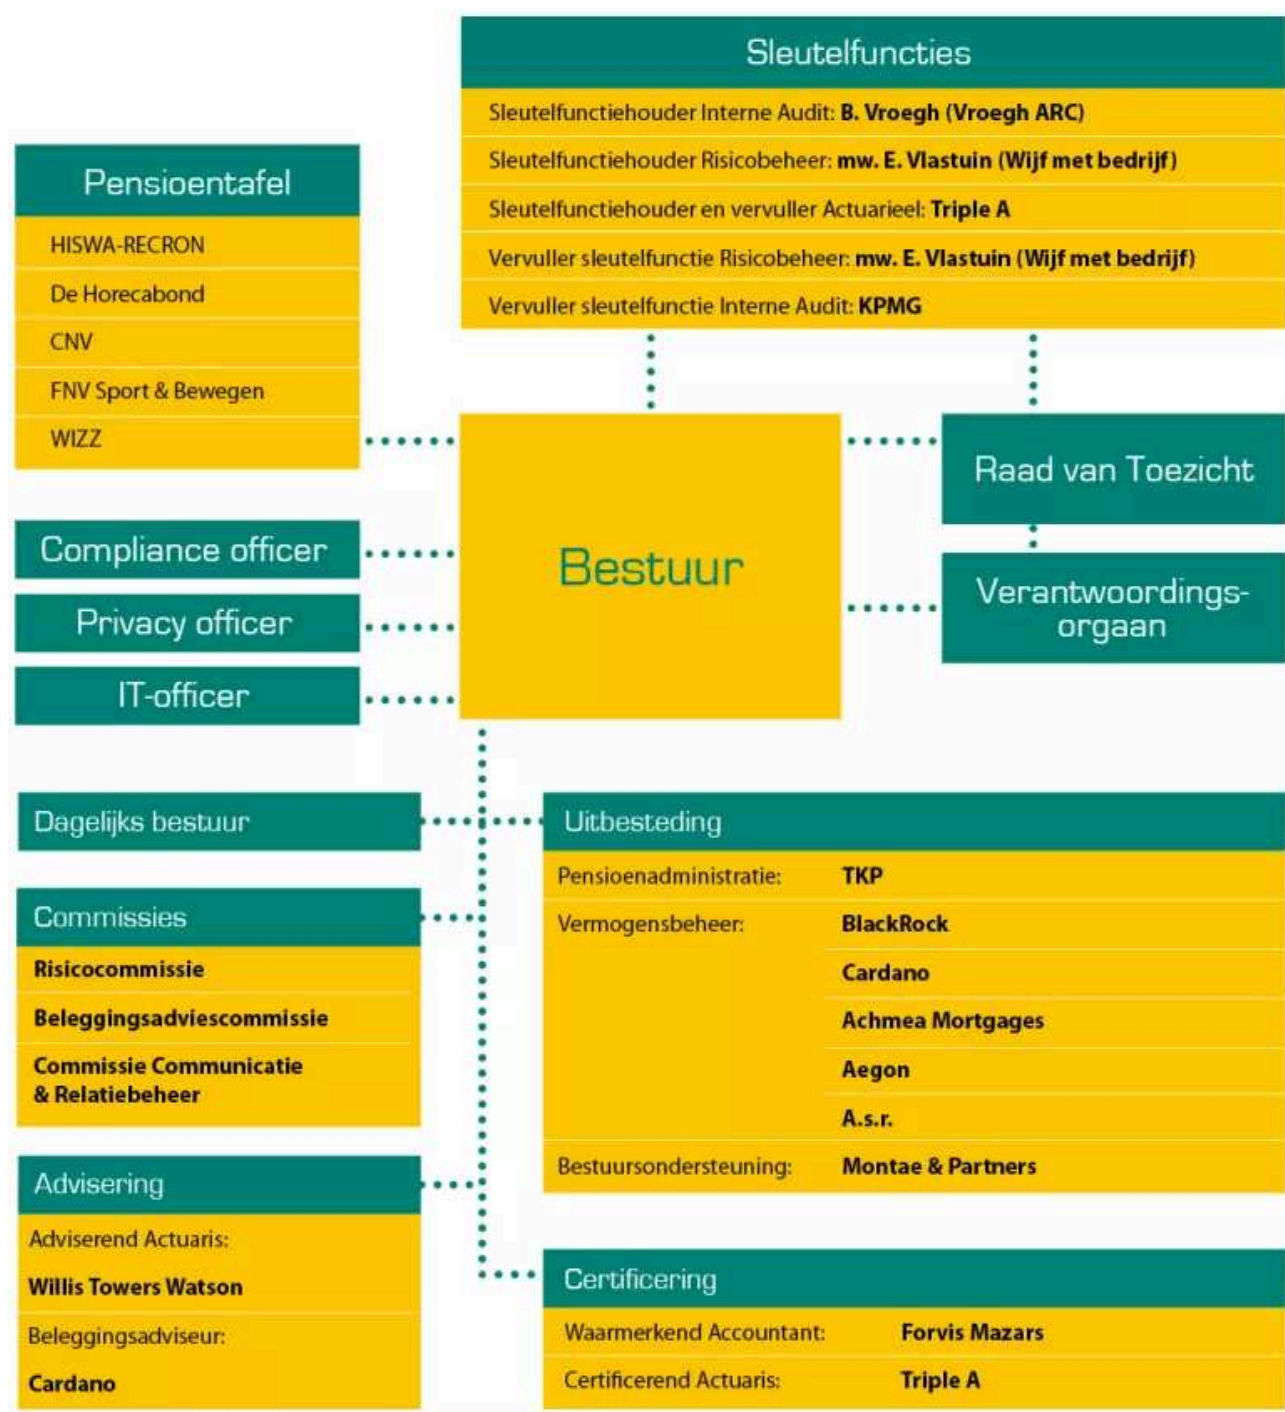 Sleutelfuncties
Sleutelfunctiehouder Interne Audit: B. Vroegh (Vroegh ARC)
Sleutelfunctiehouder Risicobeheer: mw. E. Vlastuin (Wijf met bedrijf)
Sleutelfunctiehouder en vervuller Actuarieel: Triple A
Vervuller sleutelfunctie Risicobeheer: mw. E. Vlastuin (Wijf met bedrijf)
Vervuller sleutelfunctie Interne Audit: KPMG
Pensioentafel
HISWA-RECRON
De Horecabond
CNV
FNV Sport & Bewegen
WIZZ
Compliance officer
Privacy officer
IT-officer
Bestuur
Raad van Toezicht
Verantwoordings-
orgaan
Dagelijks bestuur
Commissies
Risicocommissie
Beleggingsadviescommissie
Commissie Communicatie
& Relatiebeheer
Advisering
Adviserend Actuaris:
Willis Towers Watson
Beleggingsadviseur:
Cardano
Uitbesteding
Pensioenadministratie: TKP
Vermogensbeheer: BlackRock
Cardano
Achmea Mortgages
Aegon
A.s.r.
Bestuursondersteuning: Montae & Partners
Certificering
Waarmerkend Accountant: Forvis Mazars
Certificerend Actuaris: Triple A